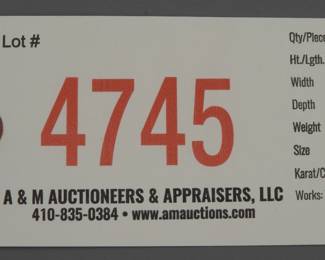 Lot #
4745
A & M AUCTIONEERS & APPRAISERS, LLC
410-835-0384 • www.amauctions.com
Qty/Piece
Ht./Lgth.
Width
Depth
Weight
Size
Karat/C
Works: